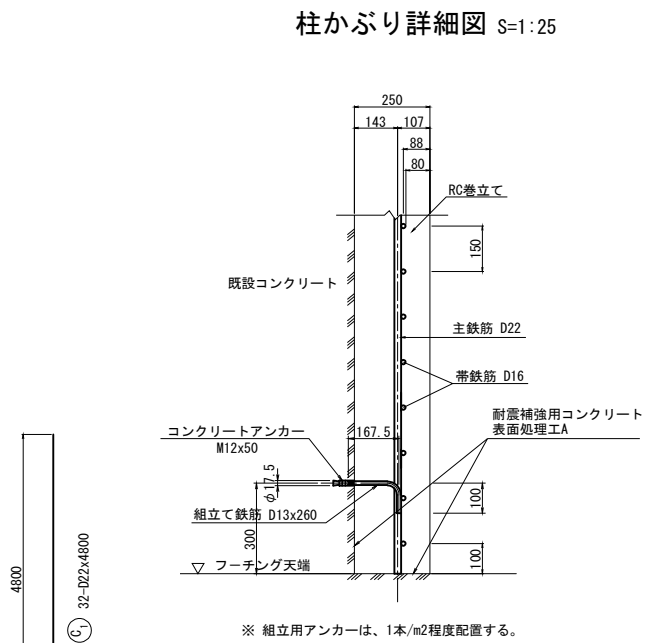 柱かぶり詳細図 S=1:25
250
143 107
88
80
RC巻立て
150
既設コンクリート
主鉄筋 D22
帯鉄筋 D16
耐震補強用コンクリート
表面処理工A
コンクリートアンカー
M12x50
167.5
φ17.5
組立て鉄筋 D13x260
100
300
フーチング天端
100
4800
C1 32-D22x4800
※ 組立用アンカーは、1本/m2程度配置する。